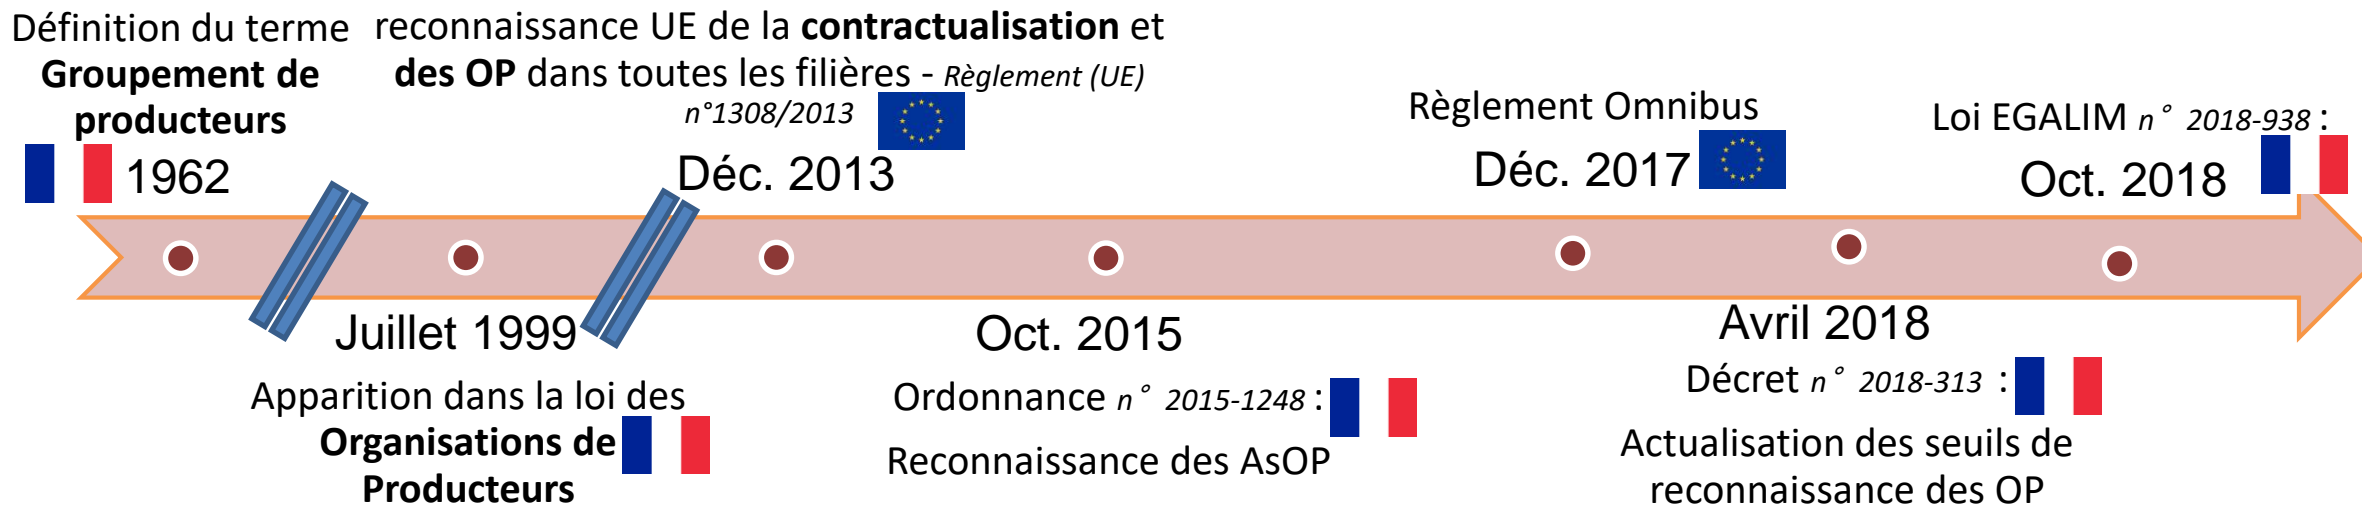 Définition du terme
Groupement de
producteurs
1962
reconnaissance UE de la contractualisation et
des OP dans toutes les filières - Règlement (UE)
n°1308/2013
Déc. 2013
Règlement Omnibus
Déc. 2017
Loi EGALIM n° 2018-938 :
Oct. 2018
Juillet 1999
Apparition dans la loi des
Organisations de
Producteurs
Oct. 2015
Ordonnance n° 2015-1248 :
Reconnaissance des AsOP
Avril 2018
Décret n° 2018-313 :
Actualisation des seuils de
reconnaissance des OP